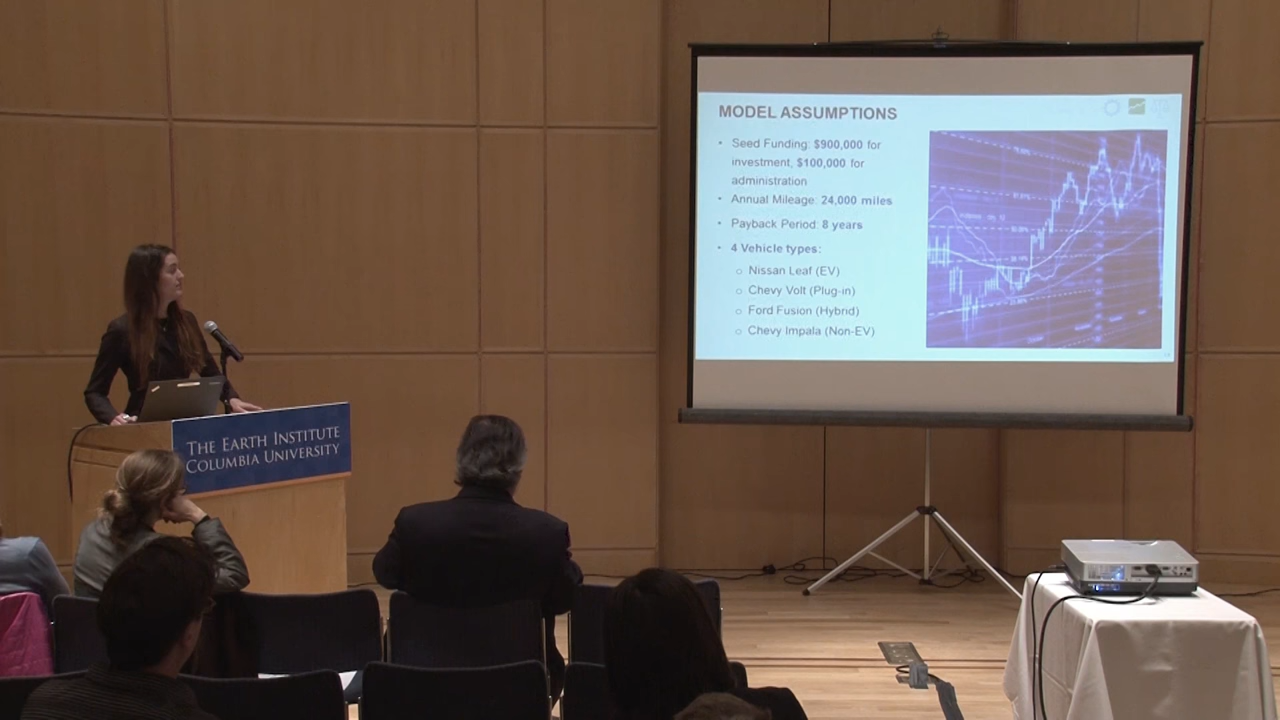 MODEL ASSUMPTIONS
• Seed Funding: $900,000 for
investment, $100,000 for
administration
• Annual Mileage: 24,000 miles
• Payback Period: 8 years
• 4 Vehicle types:
o Nissan Leaf (EV)
o Chevy Volt (Plug-in)
o Ford Fusion (Hybrid)
o Chevy Impala (Non-EV)
THE EARTH INSTITUTE
COLUMBIA UNIVERSITY